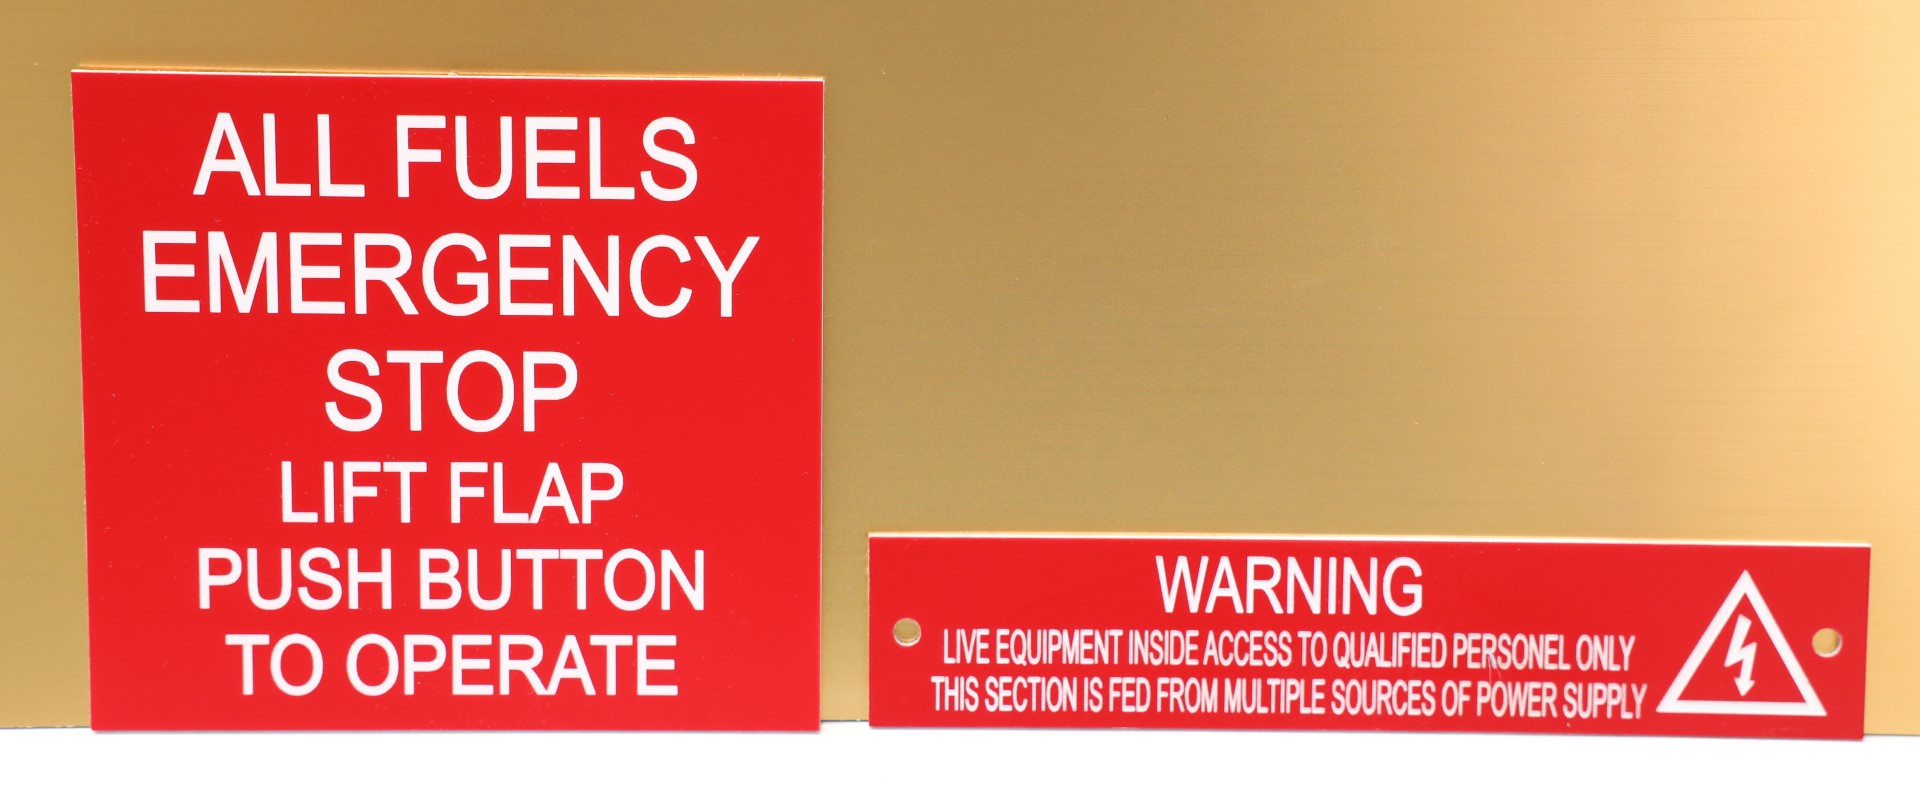 ALL FUELS
EMERGENCY
STOP
LIFT FLAP
PUSH BUTTON
TO OPERATE
WARNING
LIVE EQUIPMENT INSIDE ACCESS TO QUALIFIED PERSONEL ONLY
THIS SECTION IS FED FROM MULTIPLE SOURCES OF POWER SUPPLY